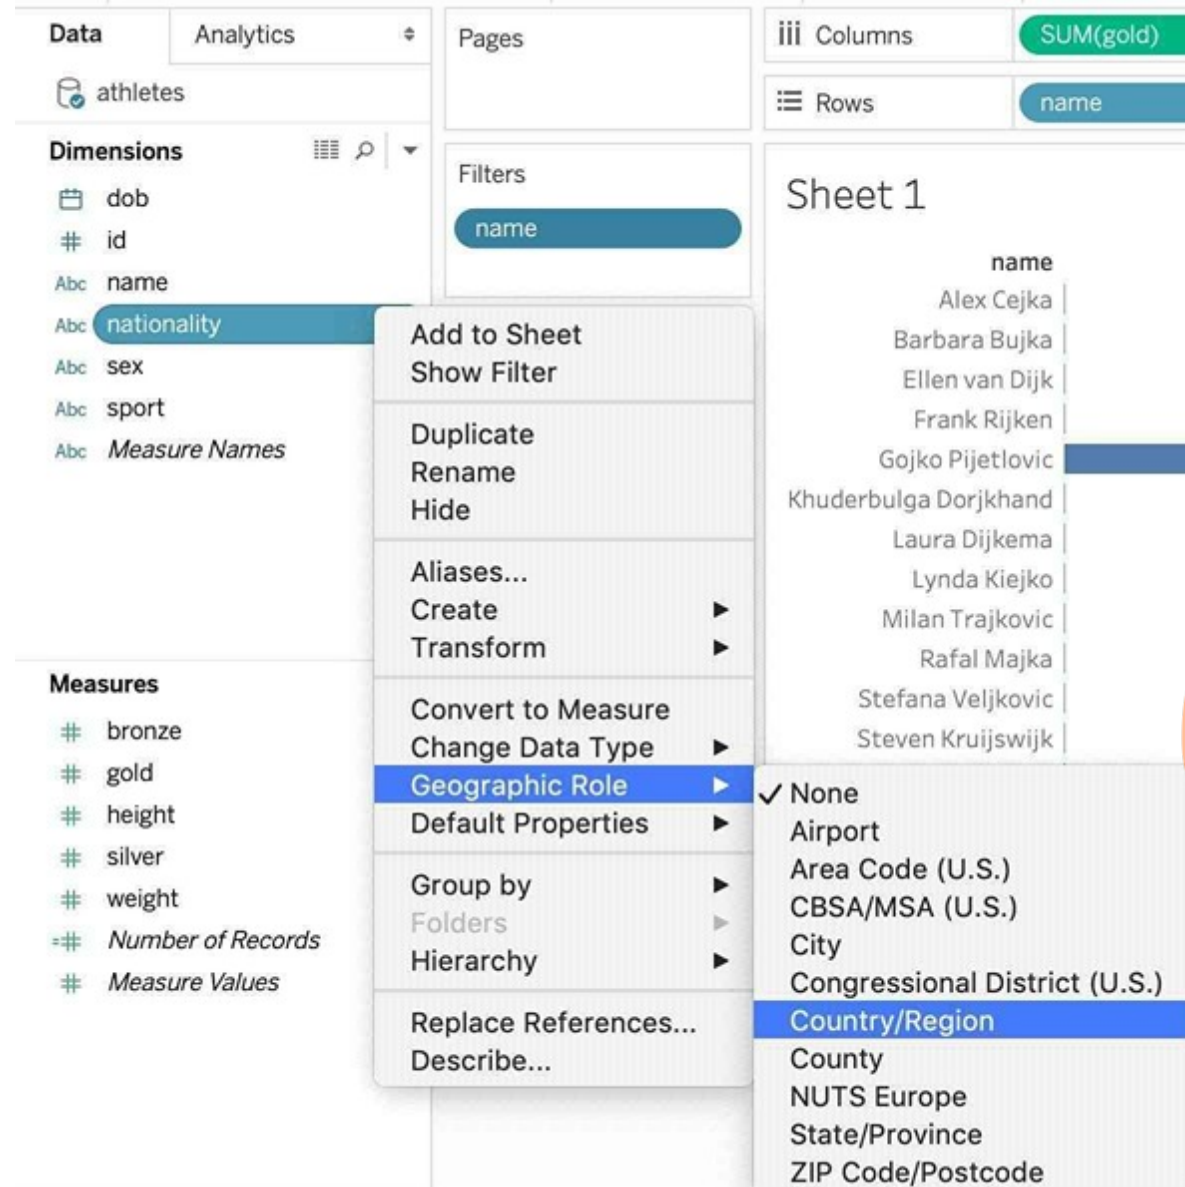 Data
Analytics
athletes
Dimensions
dob
id
Abc name
Abc nationality
Abc sex
Abc sport
Abc Measure Names
Measures
bronze
gold
height
silver
weight
=# Number of Records
Measure Values
Pages
Filters
name
Columns
SUM(gold)
Rows
name
Sheet 1
name
Alex Cejka
Barbara Bujka
Ellen van Dijk
Frank Rijken
Gojko Pijetlovic
Khuderbulga Dorjkhand
Laura Dijkema
Lynda Kiejko
Milan Trajkovic
Rafal Majka
Stefana Veljkovic
Steven Kruijswijk
Add to Sheet
Show Filter
Duplicate
Rename
Hide
Aliases...
Create
Transform
Convert to Measure
Change Data Type
Geographic Role
Default Properties
Group by
Folders
Hierarchy
Replace References...
Describe...
None
Airport
Area Code (U.S.)
CBSA/MSA (U.S.)
City
Congressional District (U.S.)
Country/Region
County
NUTS Europe
State/Province
ZIP Code/Postcode